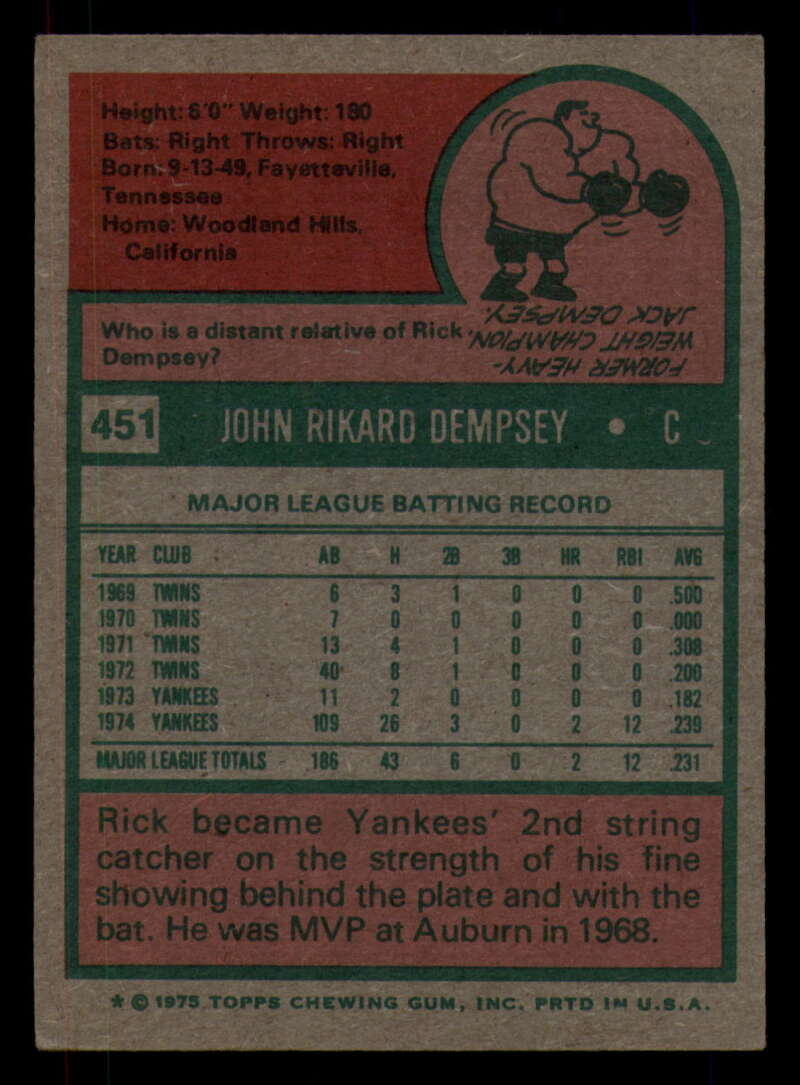 Height: 6'0" Weight: 180
Bats: Right Throws: Right
Born: 9-13-49, Fayetteville,
Tennessee
Home: Woodland Hills,
California
Who is a distant relative of Rick
Dempsey?
FORMER HEAVY-
WEIGHT CHAMPION,
JACK DEMPSEY.
451 JOHN RIKARD DEMPSEY • C
MAJOR LEAGUE BATTING RECORD
YEAR CLUB AB H 2B 3B HR RBI AVG
1969 TWINS 6 3 1 0 0 0 .500
1970 TWINS 7 0 0 0 0 0 .000
1971 TWINS 13 4 1 0 0 0 .308
1972 TWINS 40 8 1 0 0 0 .200
1973 YANKEES 11 2 0 0 0 0 .182
1974 YANKEES 109 26 3 0 2 12 .239
MAJOR LEAGUE TOTALS 186 43 6 0 2 12 .231
Rick became Yankees' 2nd string
catcher on the strength of his fine
showing behind the plate and with the
bat. He was MVP at Auburn in 1968.
* © 1975 TOPPS CHEWING GUM, INC. PRTD IN U.S.A.